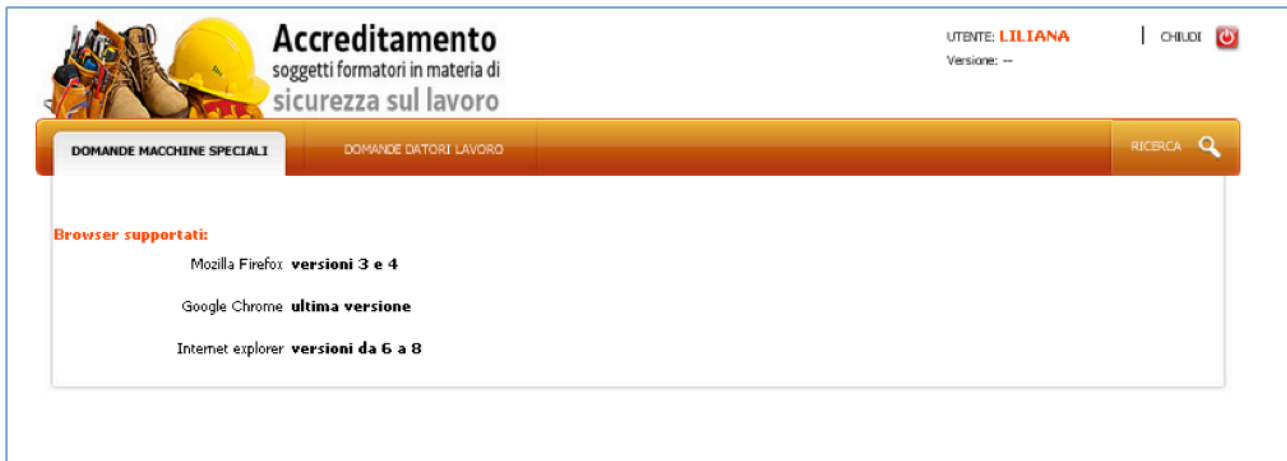 Accreditamento
soggetti formatori in materia di
sicurezza sul lavoro
UTENTE: LILIANA
| CHIUDI
Versione: --
DOMANDE MACCHINE SPECIALI
DOMANDE DATORI LAVORO
RICERCA
Browser supportati:
Mozilla Firefox versioni 3 e 4
Google Chrome ultima versione
Internet explorer versioni da 6 a 8